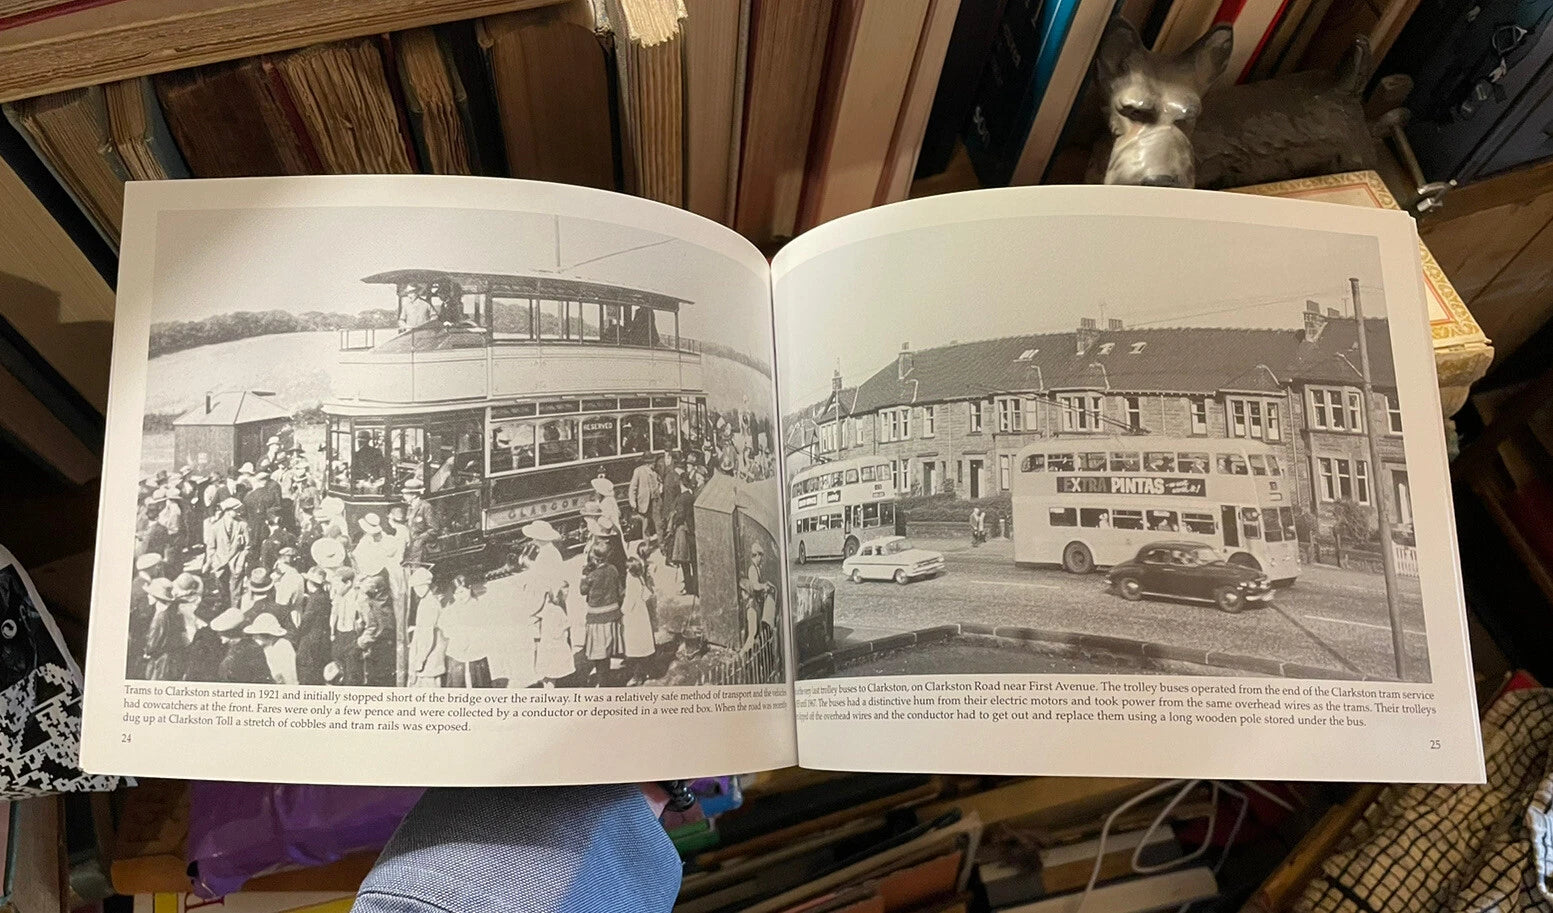 RESERVED
GLASGOW
Trams to Clarkston started in 1921 and initially stopped short of the bridge over the railway. It was a relatively safe method of transport and the vehicles
had cowcatchers at the front. Fares were only a few pence and were collected by a conductor or deposited in a wee red box. When the road was recently
dug up at Clarkston Toll a stretch of cobbles and tram rails was exposed.
24
EXTRA PINTAS
very last trolley buses to Clarkston, on Clarkston Road near First Avenue. The trolley buses operated from the end of the Clarkston tram service
1967. The buses had a distinctive hum from their electric motors and took power from the same overhead wires as the trams. Their trolleys
off the overhead wires and the conductor had to get out and replace them using a long wooden pole stored under the bus.
25